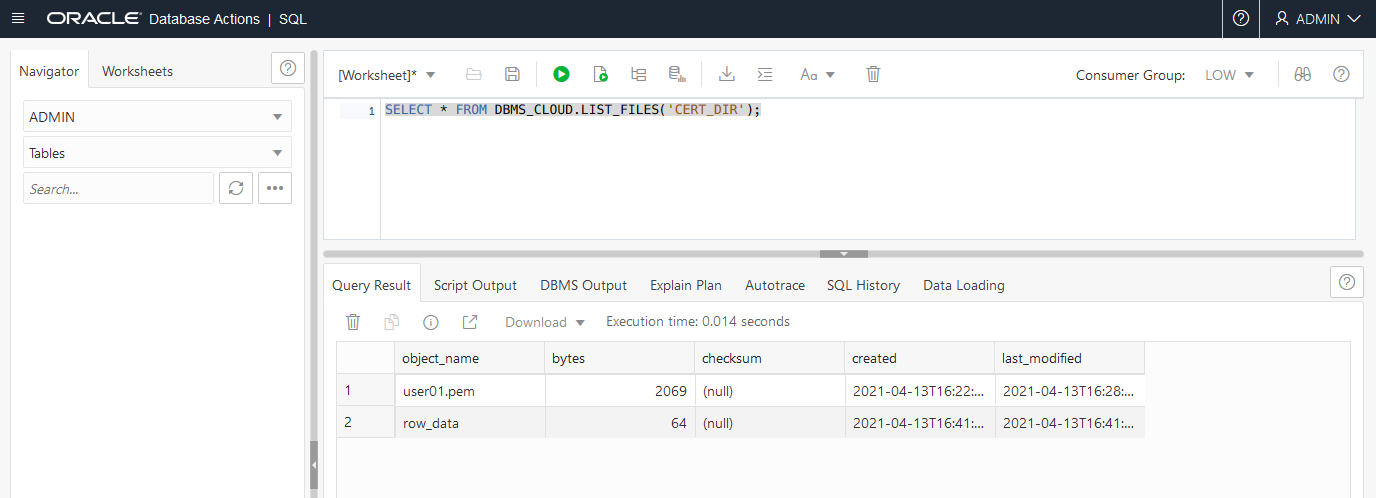 ORACLE Database Actions | SQL
ADMIN
Navigator Worksheets
ADMIN
Tables
Search...
[Worksheet]*
Aa
Consumer Group: LOW
1 SELECT * FROM DBMS_CLOUD.LIST_FILES('CERT_DIR');
Query Result Script Output DBMS Output Explain Plan Autotrace SQL History Data Loading
Download Execution time: 0.014 seconds
object_name bytes checksum created last_modified
1 user01.pem 2069 (null) 2021-04-13T16:22:... 2021-04-13T16:28:...
2 row_data 64 (null) 2021-04-13T16:41:... 2021-04-13T16:41:...